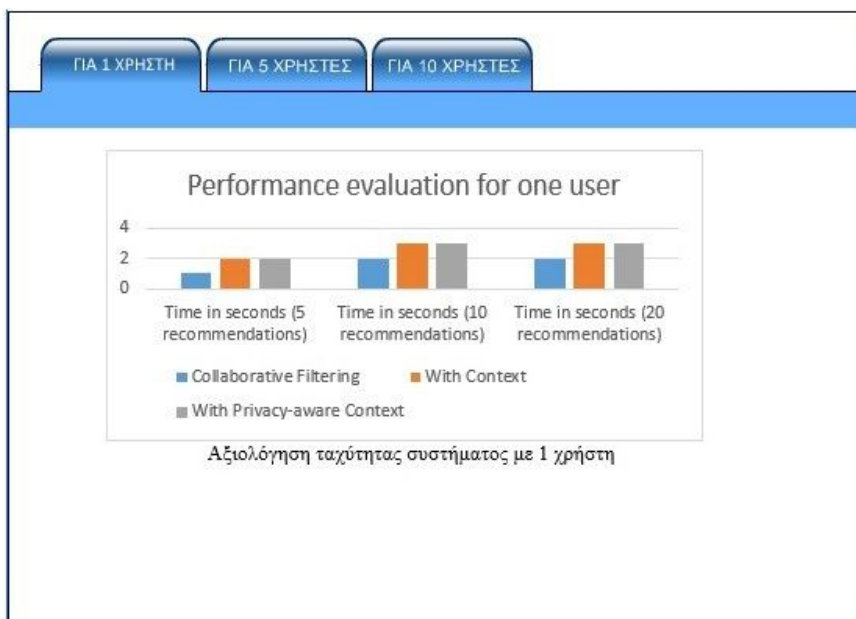 ΓΙΑ 1 ΧΡΗΣΤΗ
ΓΙΑ 5 ΧΡΗΣΤΕΣ
ΓΙΑ 10 ΧΡΗΣΤΕΣ
Performance evaluation for one user
4
2
0
Time in seconds (5
recommendations)
Time in seconds (10
recommendations)
Time in seconds (20
recommendations)
Collaborative Filtering
With Context
With Privacy-aware Context
Αξιολόγηση ταχύτητας συστήματος με 1 χρήστη